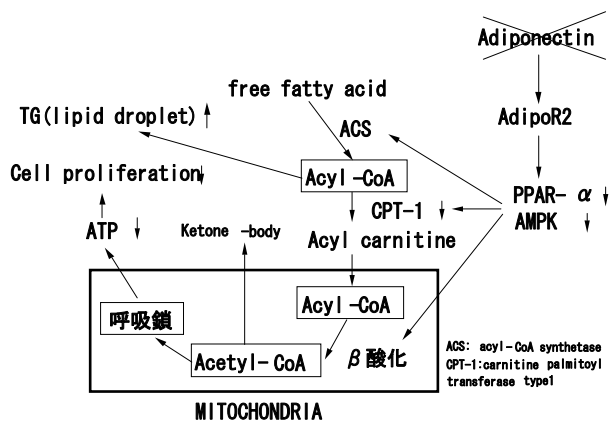 Adiponectin
free fatty acid
TG(lipid droplet)
ACS
AdipoR2
Cell proliferation
Acyl-CoA
PPAR- α
CPT-1
AMPK
ATP
Ketone -body
Acyl carnitine
Acyl-CoA
呼吸鎖
Acetyl-CoA
β酸化
ACS: acyl-CoA synthetase
CPT-1:carnitine palmitoyl
transferase type1
MITOCHONDRIA